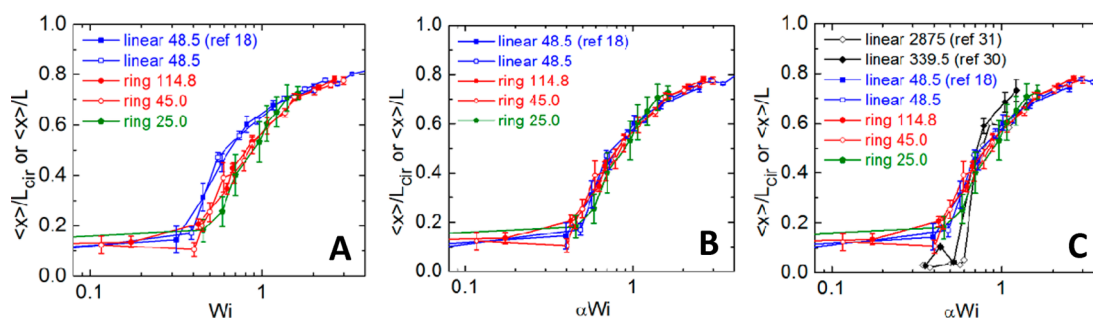 1.0
0.8
0.6
0.4
0.2
0.0
<x>/L_cir or <x>/L
linear 48.5 (ref 18)
linear 48.5
ring 114.8
ring 45.0
ring 25.0
A
0.1
1
Wi
1.0
0.8
0.6
0.4
0.2
0.0
<x>/L_cir or <x>/L
linear 48.5 (ref 18)
linear 48.5
ring 114.8
ring 45.0
ring 25.0
B
0.1
1
αWi
1.0
0.8
0.6
0.4
0.2
0.0
<x>/L_cir or <x>/L
linear 2875 (ref 31)
linear 339.5 (ref 30)
linear 48.5 (ref 18)
linear 48.5
ring 114.8
ring 45.0
ring 25.0
C
0.1
1
αWi